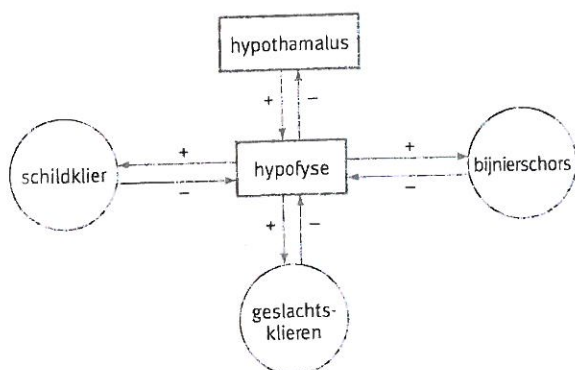 hypothamalus
+
–
schildklier
+
–
hypofyse
+
–
bijnierschors
+
–
geslachts-
klieren